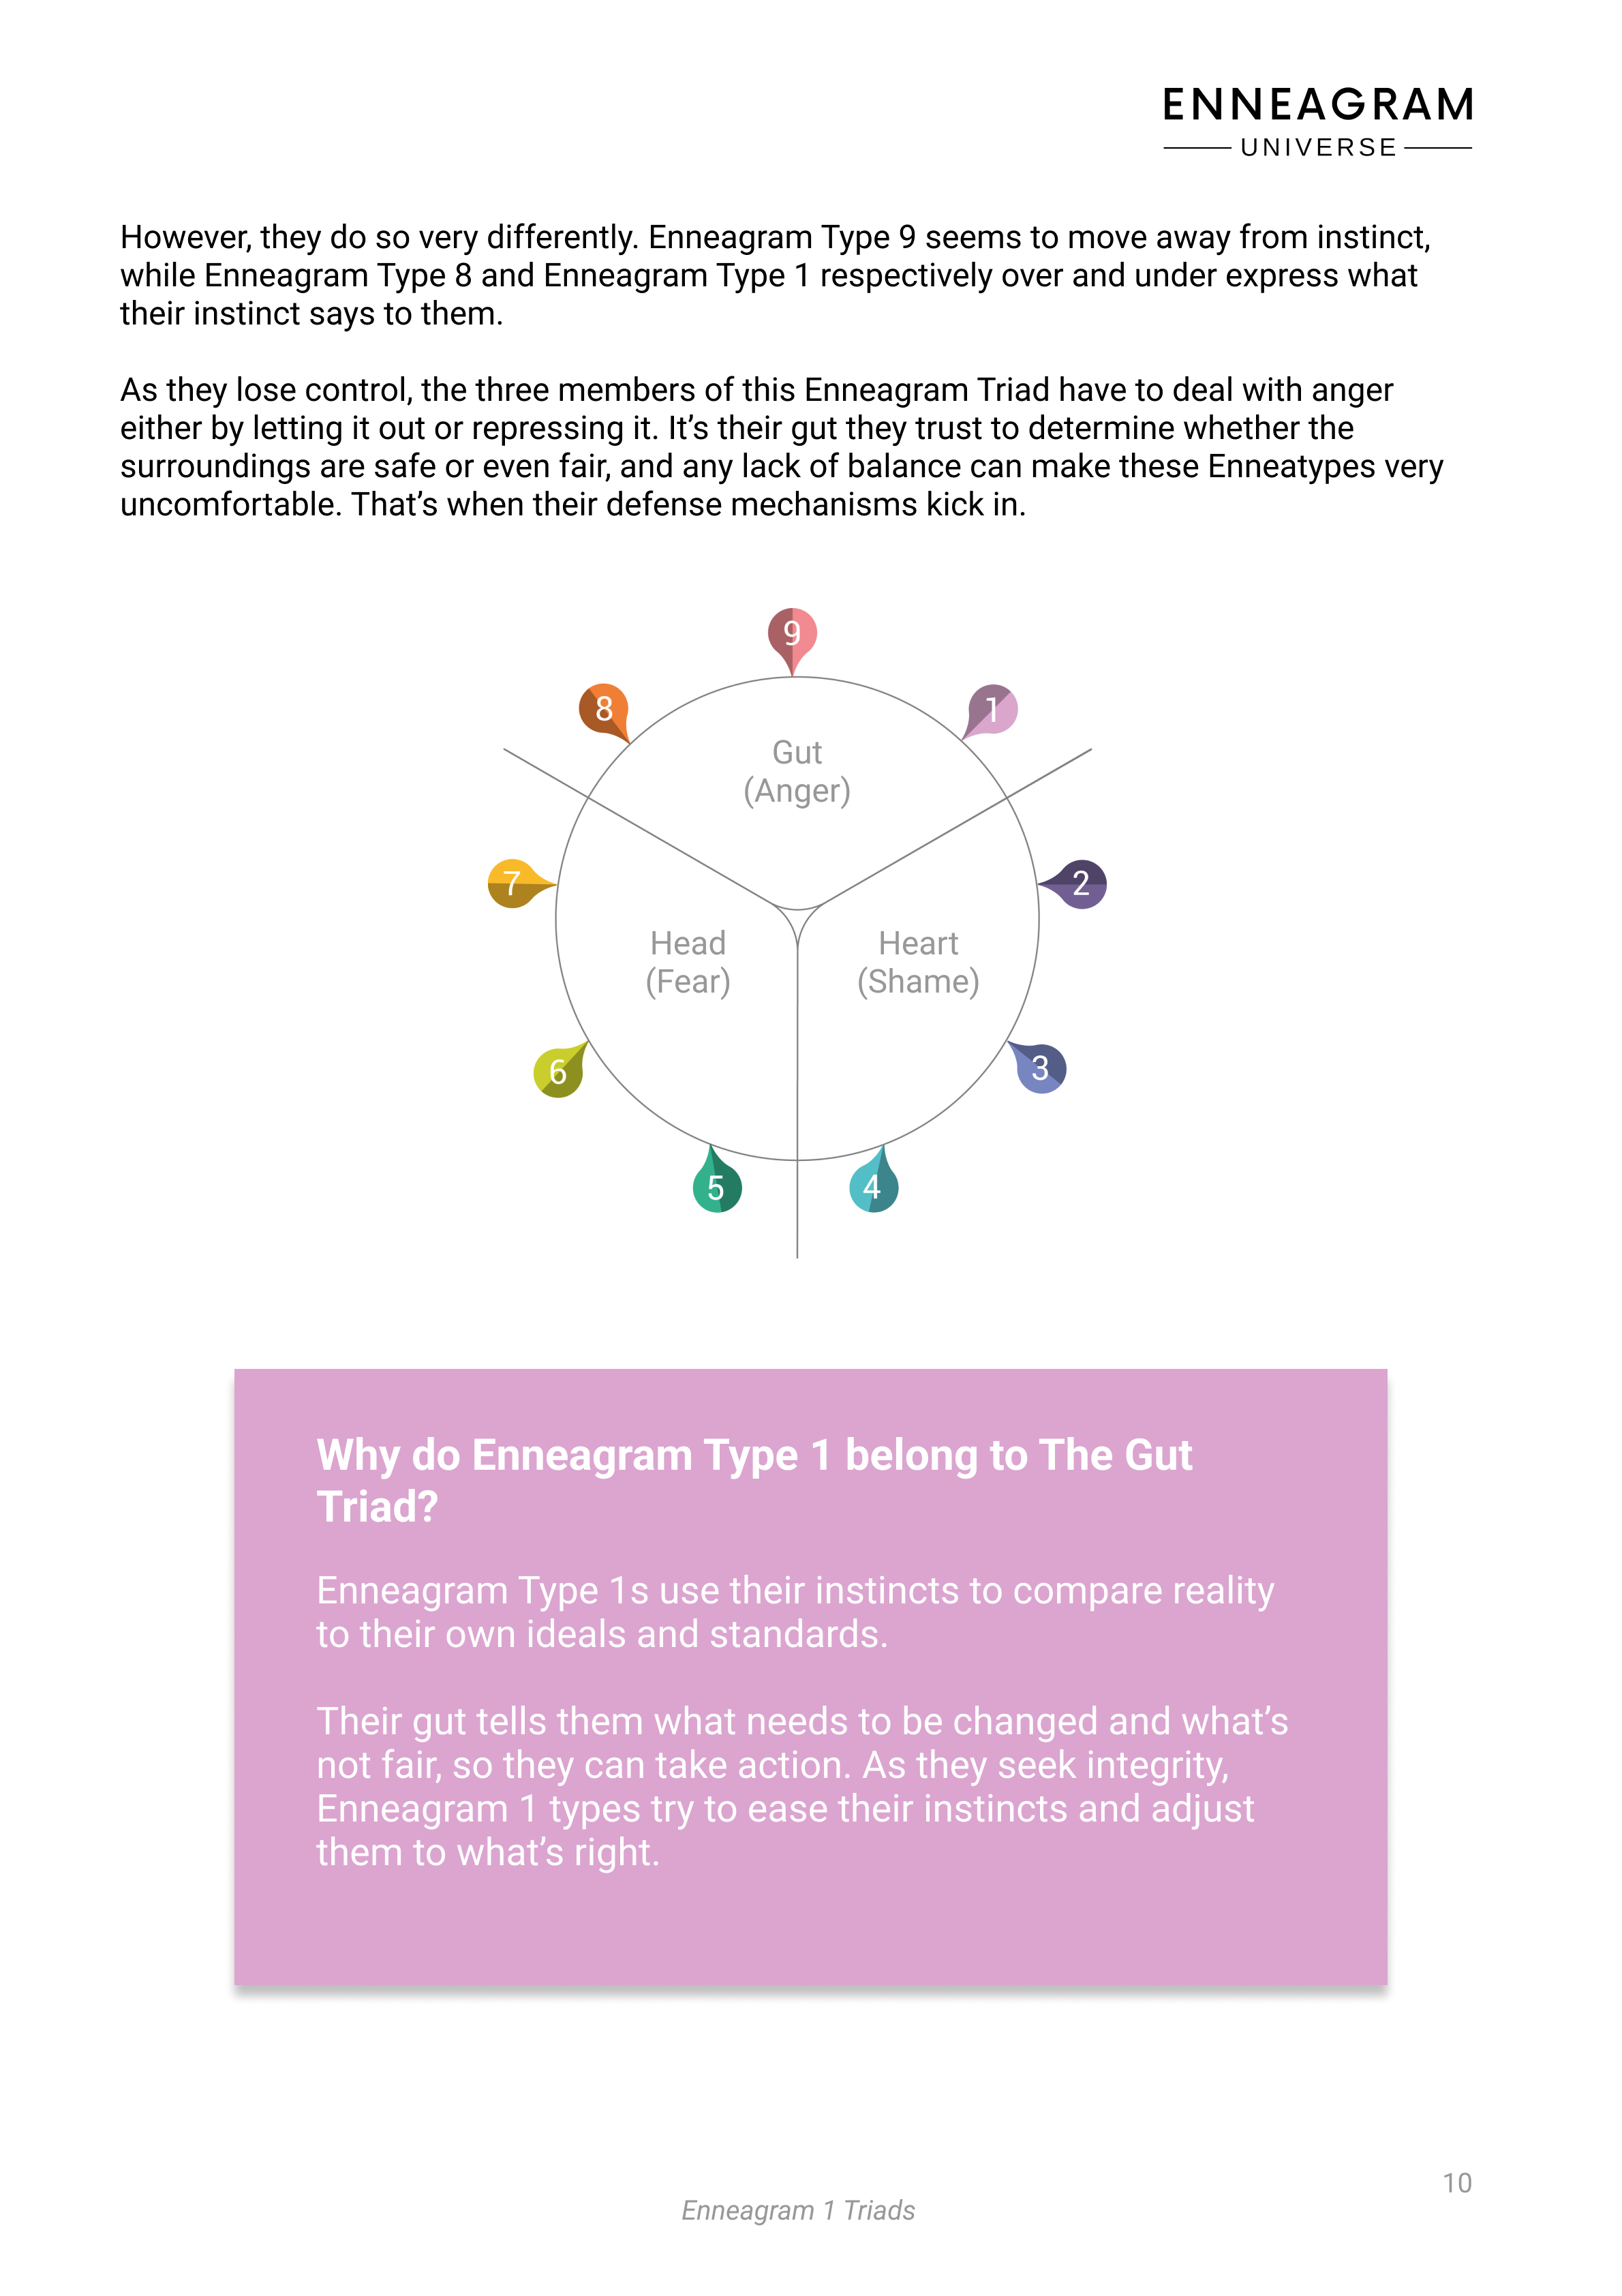 ENNEAGRAM
UNIVERSE
However, they do so very differently. Enneagram Type 9 seems to move away from instinct,
while Enneagram Type 8 and Enneagram Type 1 respectively over and under express what
their instinct says to them.
As they lose control, the three members of this Enneagram Triad have to deal with anger
either by letting it out or repressing it. It’s their gut they trust to determine whether the
surroundings are safe or even fair, and any lack of balance can make these Enneatypes very
uncomfortable. That’s when their defense mechanisms kick in.
9
8
1
Gut
(Anger)
7
2
Head
(Fear)
Heart
(Shame)
6
3
5
4
Why do Enneagram Type 1 belong to The Gut
Triad?
Enneagram Type 1s use their instincts to compare reality
to their own ideals and standards.
Their gut tells them what needs to be changed and what’s
not fair, so they can take action. As they seek integrity,
Enneagram 1 types try to ease their instincts and adjust
them to what’s right.
10
Enneagram 1 Triads